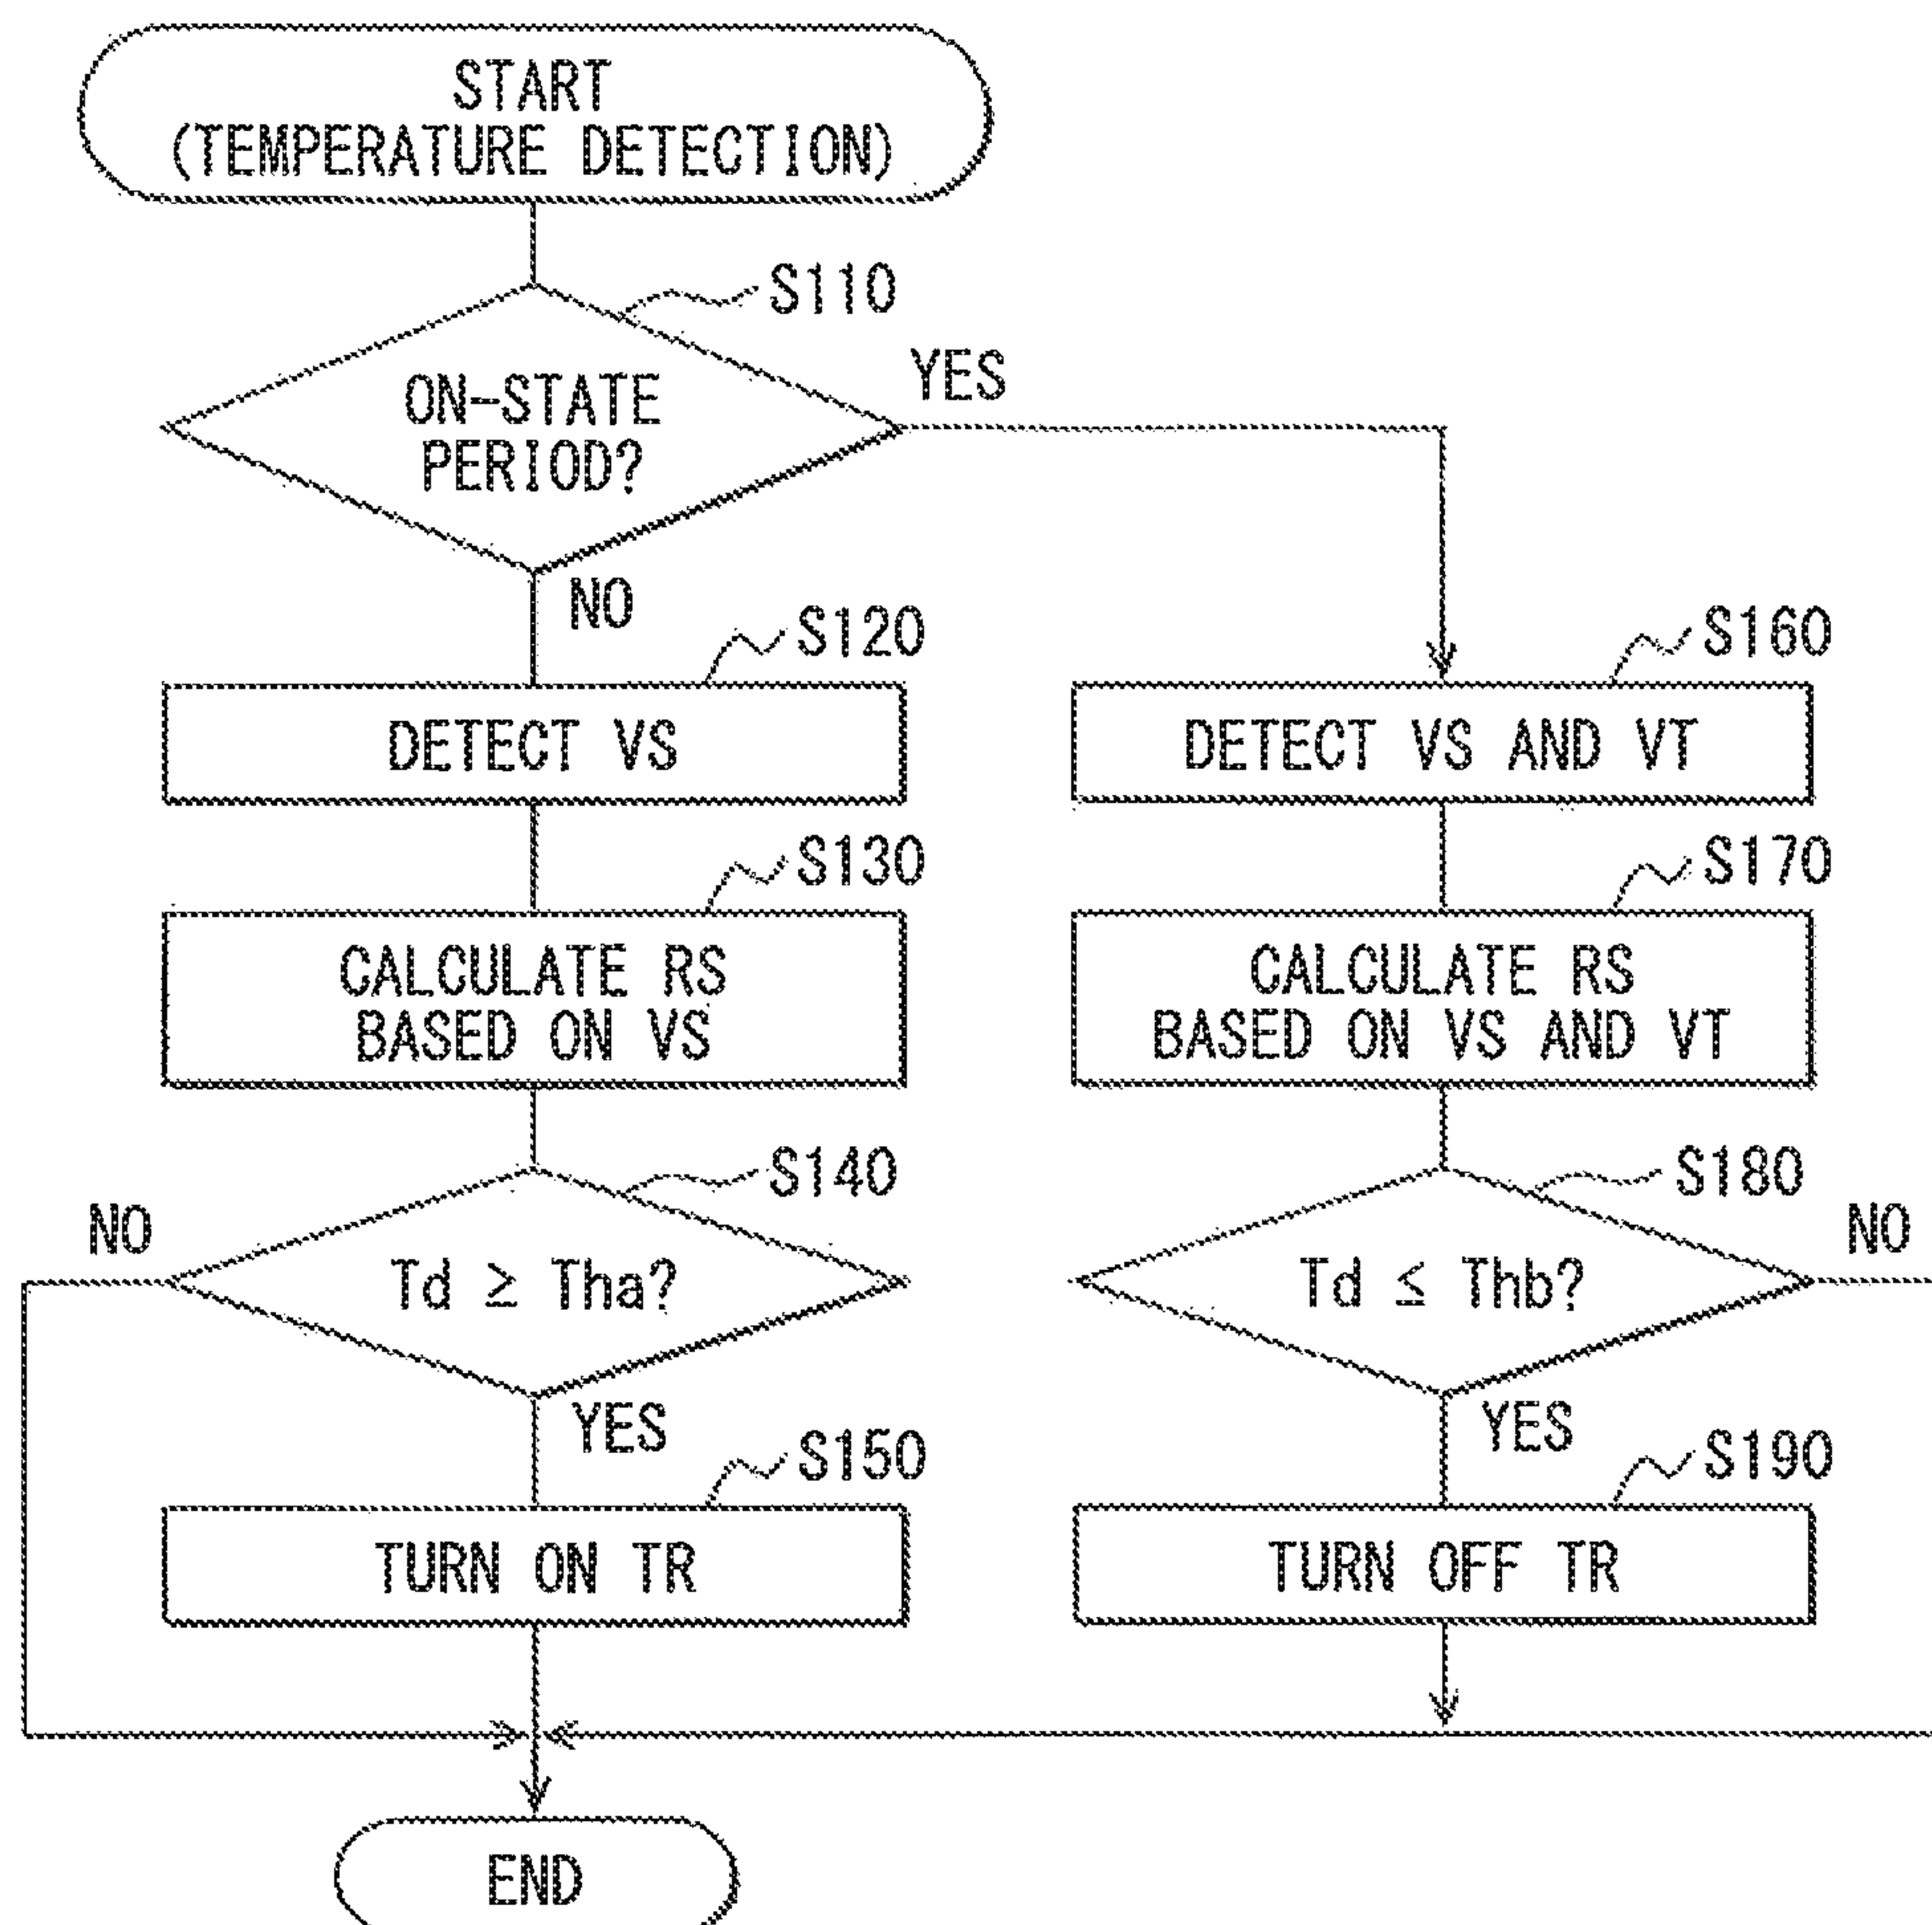 START
(TEMPERATURE DETECTION)
S110
ON-STATE
PERIOD?
YES
NO
S120
DETECT VS
S130
CALCULATE RS
BASED ON VS
S140
NO
Td ≥ Tha?
YES
S150
TURN ON TR
S160
DETECT VS AND VT
S170
CALCULATE RS
BASED ON VS AND VT
S180
NO
Td ≤ Thb?
YES
S190
TURN OFF TR
END